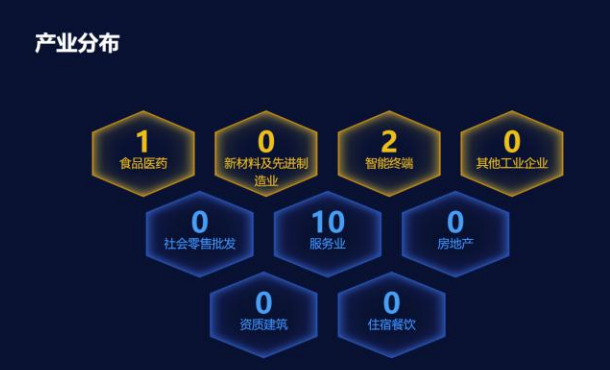 产业分布
1
食品医药
0
新材料及先进制
造业
2
智能终端
0
其他工业企业
0
社会零售批发
10
服务业
0
房地产
0
资质建筑
0
住宿餐饮